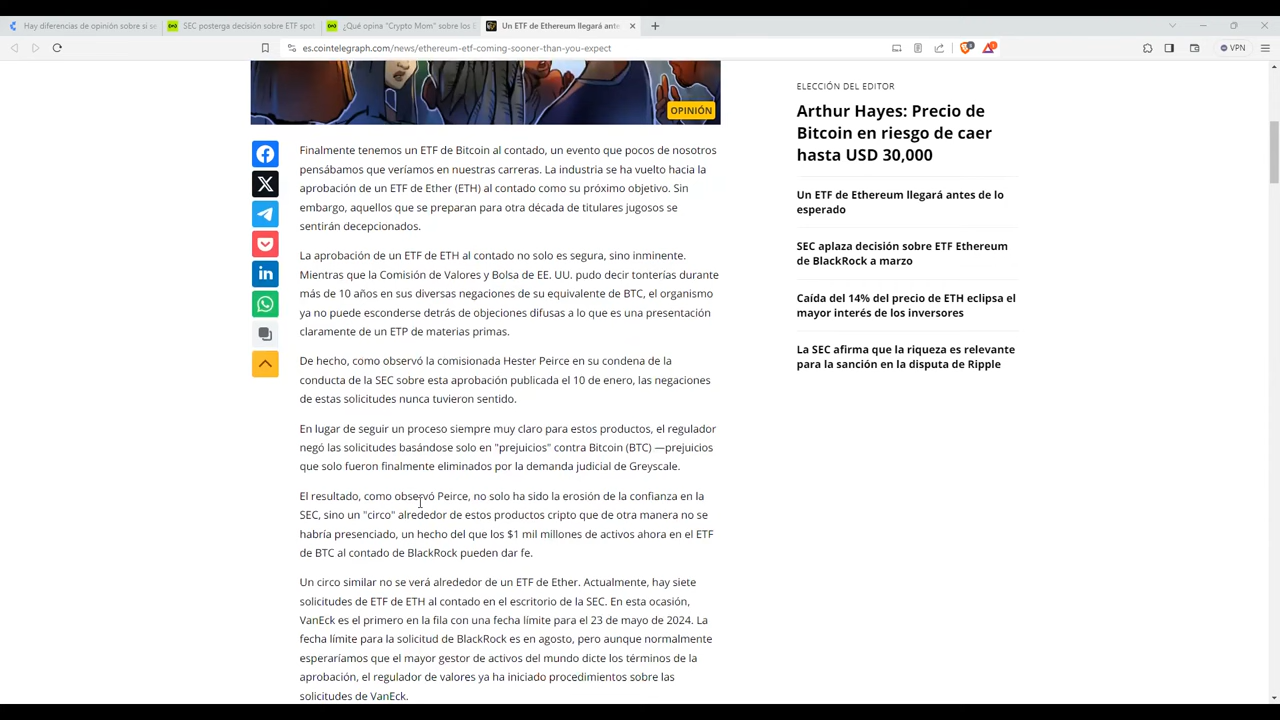 Hay diferencias de opinión sobre si se
SEC posterga decisión sobre ETF spot
¿Qué opina "Crypto Mom" sobre los
Un ETF de Ethereum llegará ante
es.cointelegraph.com/news/ethereum-etf-coming-sooner-than-you-expect
VPN
OPINIÓN
Finalmente tenemos un ETF de Bitcoin al contado, un evento que pocos de nosotros
pensábamos que veríamos en nuestras carreras. La industria se ha vuelto hacia la
aprobación de un ETF de Ether (ETH) al contado como su próximo objetivo. Sin
embargo, aquellos que se preparan para otra década de titulares jugosos se
sentirán decepcionados.
La aprobación de un ETF de ETH al contado no solo es segura, sino inminente.
Mientras que la Comisión de Valores y Bolsa de EE. UU. pudo decir tonterías durante
más de 10 años en sus diversas negaciones de su equivalente de BTC, el organismo
ya no puede esconderse detrás de objeciones difusas a lo que es una presentación
claramente de un ETP de materias primas.
De hecho, como observó la comisionada Hester Peirce en su condena de la
conducta de la SEC sobre esta aprobación publicada el 10 de enero, las negaciones
de estas solicitudes nunca tuvieron sentido.
En lugar de seguir un proceso siempre muy claro para estos productos, el regulador
negó las solicitudes basándose solo en "prejuicios" contra Bitcoin (BTC) —prejuicios
que solo fueron finalmente eliminados por la demanda judicial de Greyscale.
El resultado, como observó Peirce, no solo ha sido la erosión de la confianza en la
SEC, sino un "circo" alrededor de estos productos cripto que de otra manera no se
habría presenciado, un hecho del que los $1 mil millones de activos ahora en el ETF
de BTC al contado de BlackRock pueden dar fe.
Un circo similar no se verá alrededor de un ETF de Ether. Actualmente, hay siete
solicitudes de ETF de ETH al contado en el escritorio de la SEC. En esta ocasión,
VanEck es el primero en la fila con una fecha límite para el 23 de mayo de 2024. La
fecha límite para la solicitud de BlackRock es en agosto, pero aunque normalmente
esperaríamos que el mayor gestor de activos del mundo dicte los términos de la
aprobación, el regulador de valores ya ha iniciado procedimientos sobre las
solicitudes de VanEck.
ELECCIÓN DEL EDITOR
Arthur Hayes: Precio de
Bitcoin en riesgo de caer
hasta USD 30,000
Un ETF de Ethereum llegará antes de lo
esperado
SEC aplaza decisión sobre ETF Ethereum
de BlackRock a marzo
Caída del 14% del precio de ETH eclipsa el
mayor interés de los inversores
La SEC afirma que la riqueza es relevante
para la sanción en la disputa de Ripple